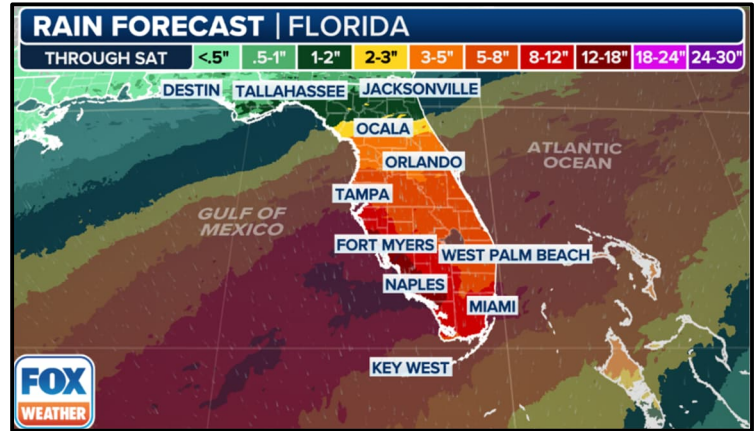 RAIN FORECAST | FLORIDA
THROUGH SAT <.5" .5-1" 1-2" 2-3" 3-5" 5-8" 8-12" 12-18" 18-24" 24-30"
DESTIN TALLAHASSEE JACKSONVILLE
OCALA
ATLANTIC
OCEAN
ORLANDO
TAMPA
GULF OF
MEXICO
FORT MYERS
WEST PALM BEACH
NAPLES
MIAMI
KEY WEST
FOX
WEATHER